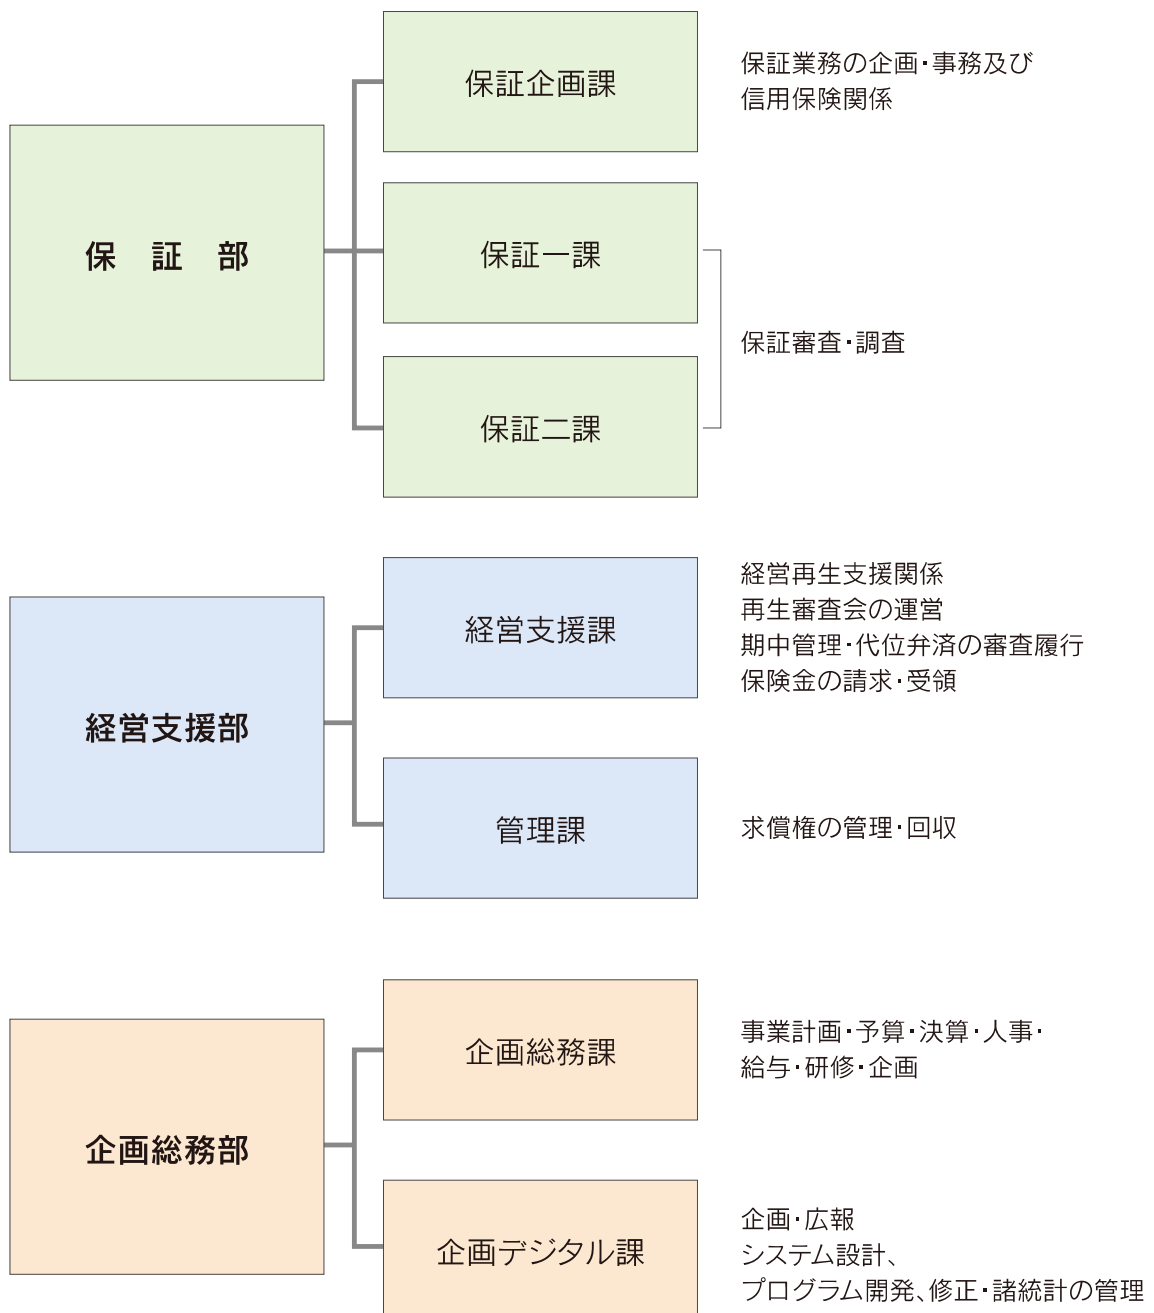 保証企画課
保証業務の企画・事務及び
信用保険関係
保　証　部
保証一課
保証審査・調査
保証二課
経営支援課
経営再生支援関係
再生審査会の運営
期中管理・代位弁済の審査履行
保険金の請求・受領
経営支援部
管理課
求償権の管理・回収
企画総務課
事業計画・予算・決算・人事・
給与・研修・企画
企画総務部
企画デジタル課
企画・広報
システム設計、
プログラム開発、修正・諸統計の管理